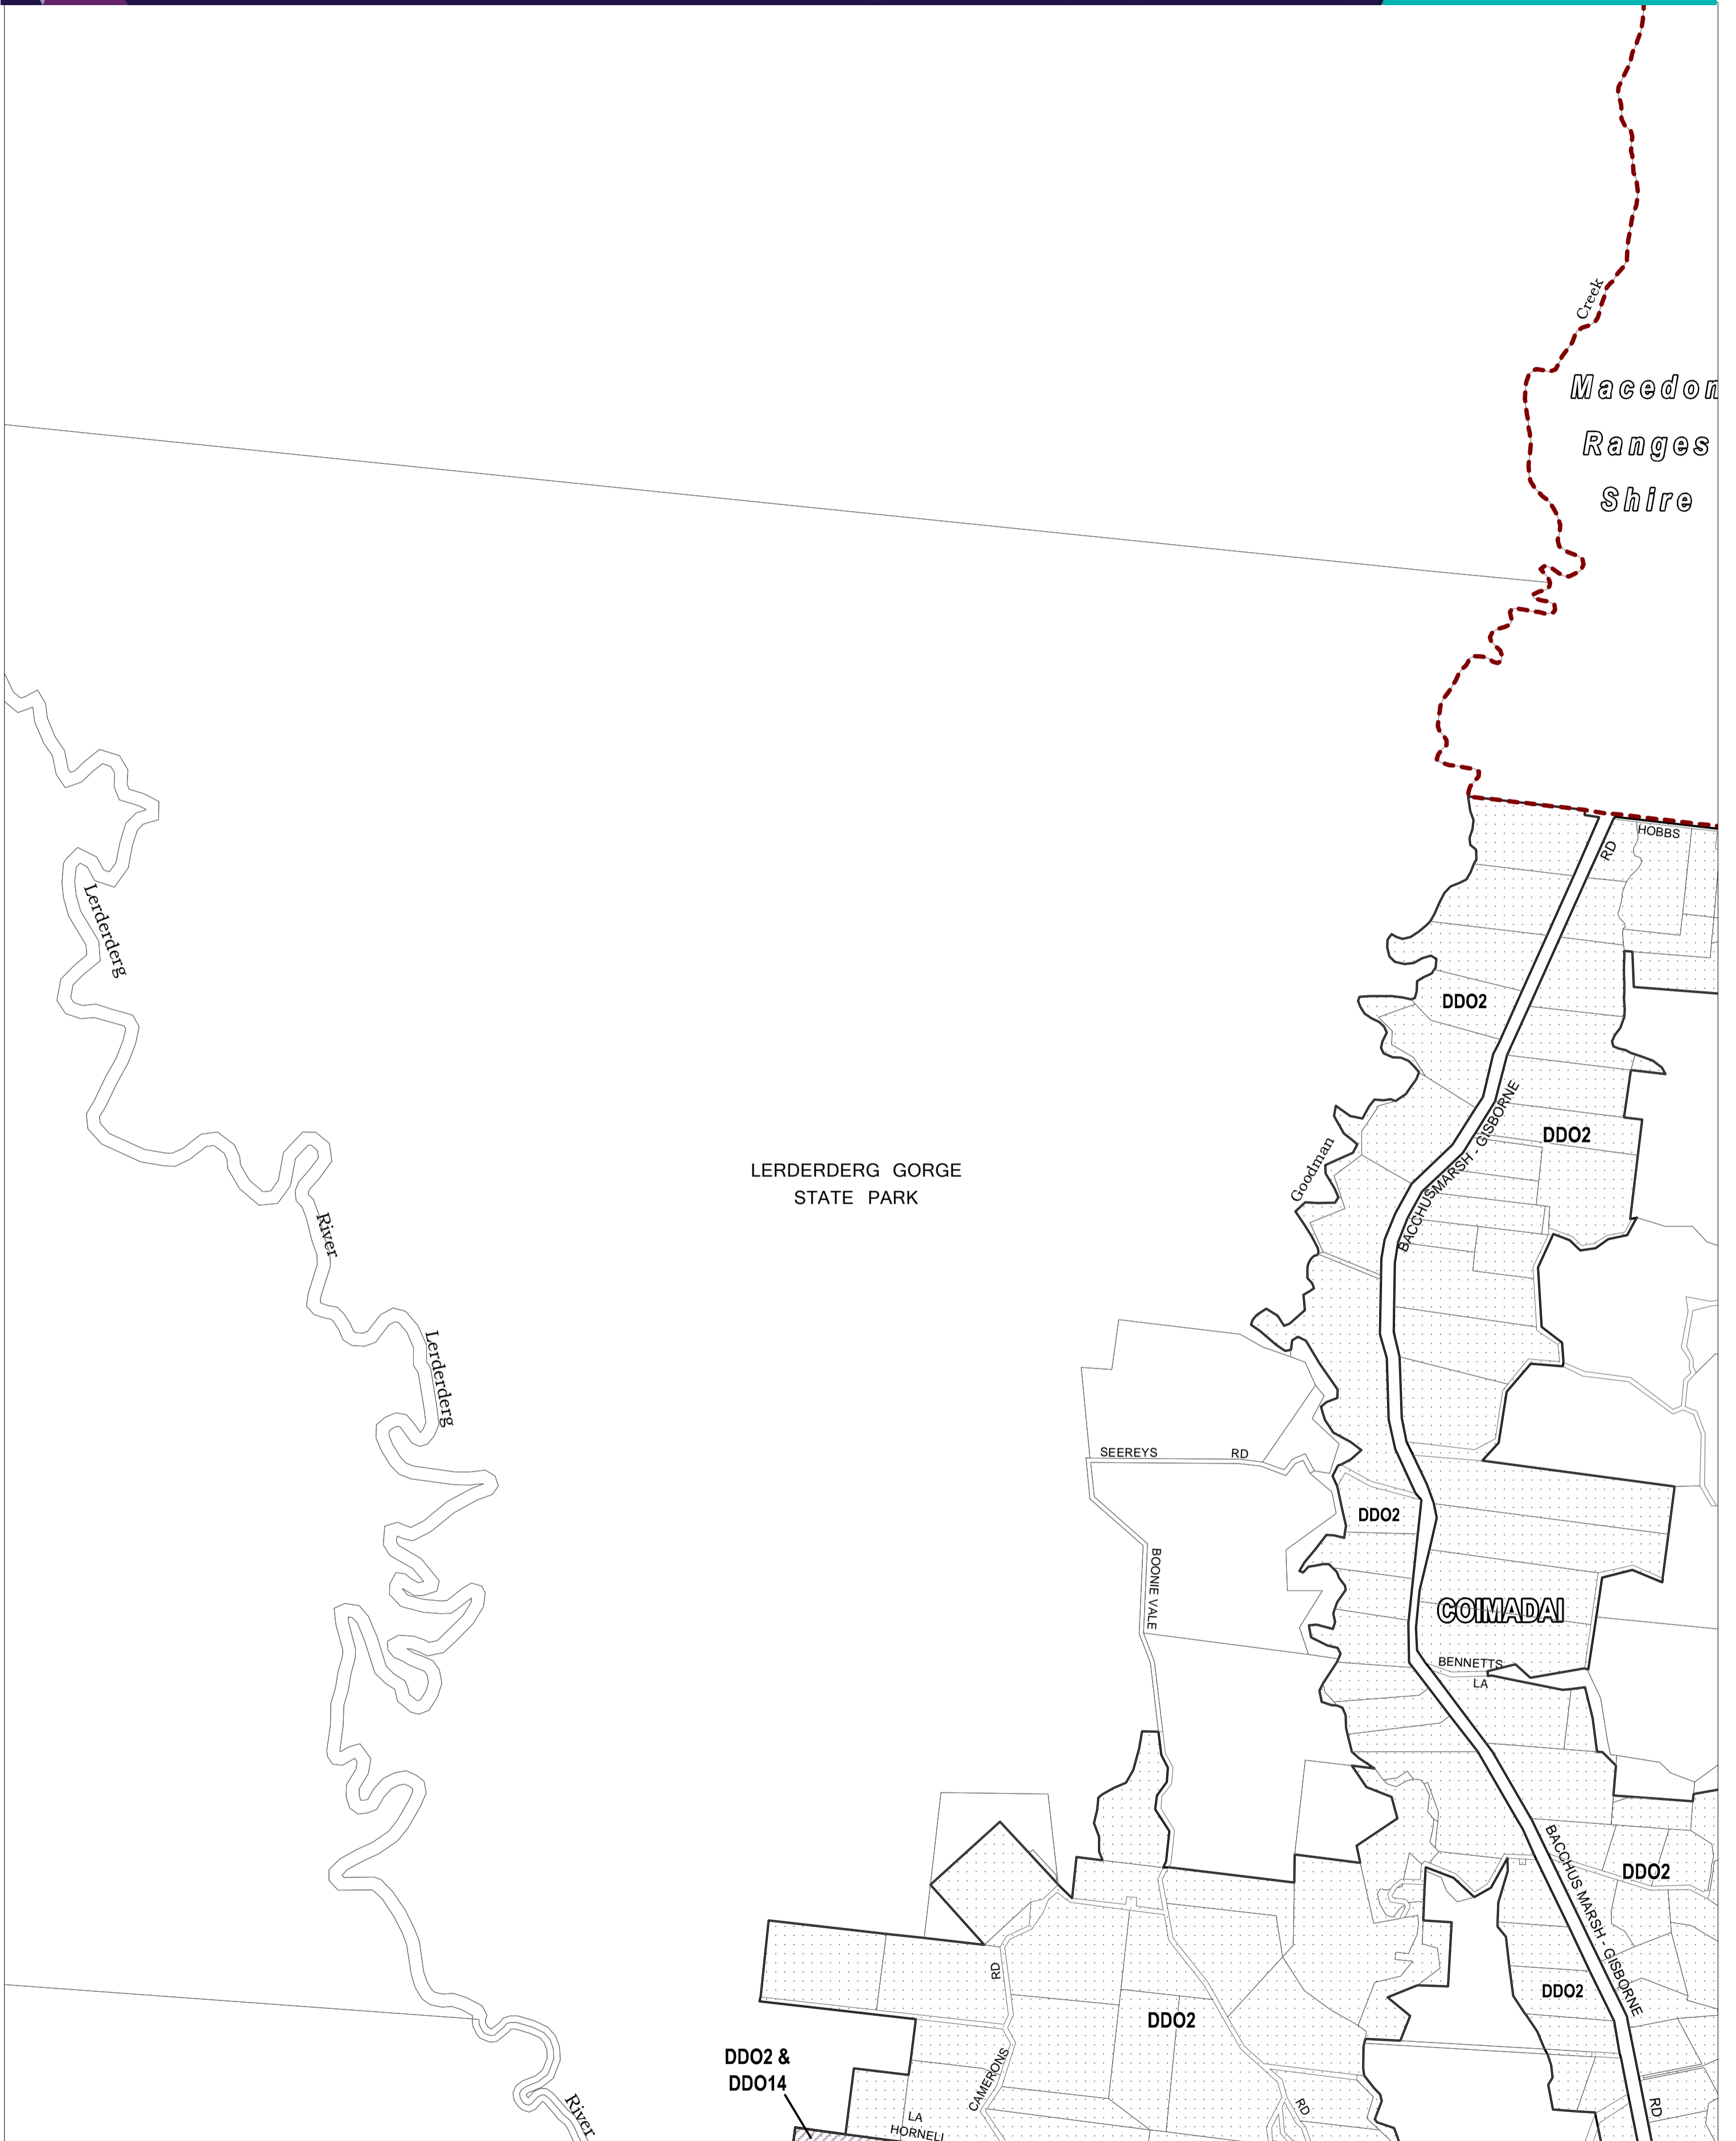 Creek
Macedon
Ranges
Shire
HOBBS
RD
Lerderderg
DDO2
BACCHUSMARSH - GISBORNE
DDO2
LERDERDERG GORGE
STATE PARK
Goodman
River
Lerderderg
SEEREYS RD
DDO2
BOONIE VALE
COIMADAI
BENNETTS
LA
BACCHUS MARSH - GISBORNE
DDO2
RD
DDO2
DDO2
DDO2 &
DDO14
CAMERONS
River
RD
RD
LA
HORNELL